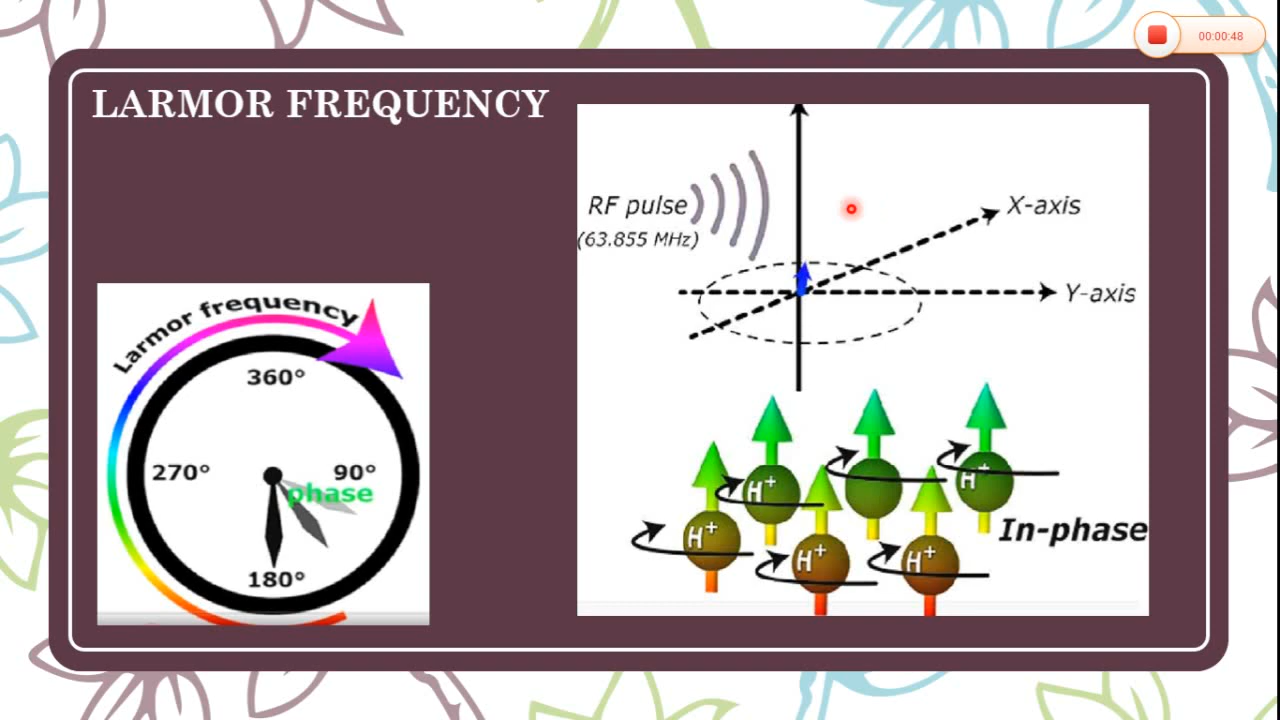 00:00:48
LARMOR FREQUENCY
RF pulse
(63.855 MHz)
X-axis
Y-axis
Larmor frequency
360°
270°
90°
phase
180°
H+
H+
H+
H+
H+
In-phase